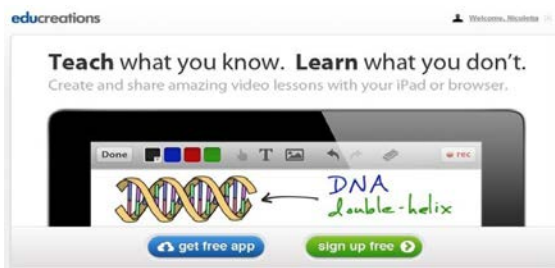 educreations
Welcome, Nicoletta
Teach what you know. Learn what you don't.
Create and share amazing video lessons with your iPad or browser.
Done
T
rec
DNA
double-helix
get free app
sign up free